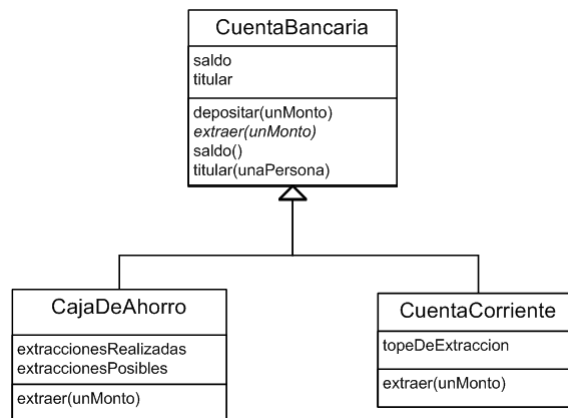 CuentaBancaria
saldo
titular
depositar(unMonto)
extraer(unMonto)
saldo()
titular(unaPersona)
CajaDeAhorro
extraccionesRealizadas
extraccionesPosibles
extraer(unMonto)
CuentaCorriente
topeDeExtraccion
extraer(unMonto)